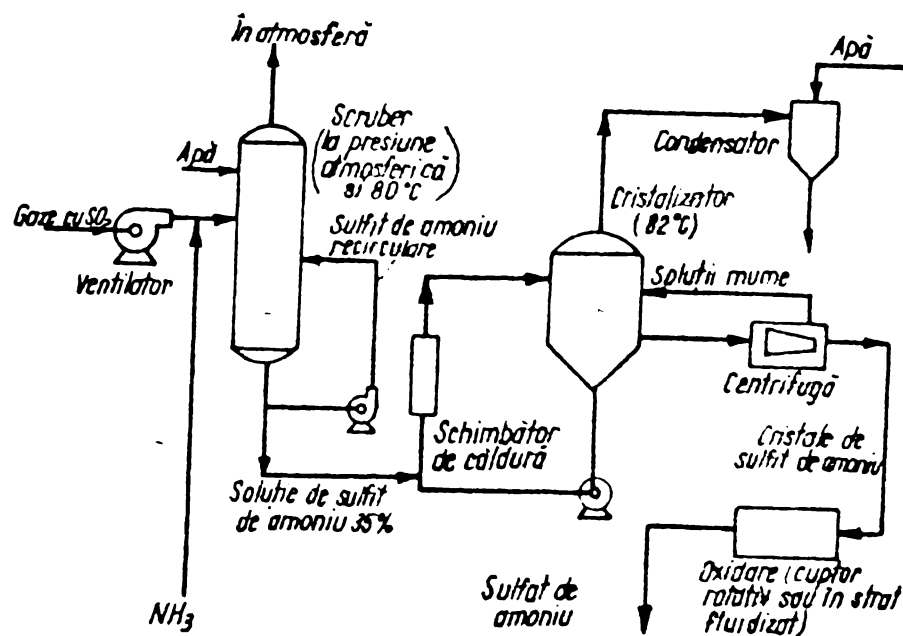 În atmosferă
Scruber
(la presiune
atmosferică
și 80°C)
Apă
Gaze cu SO₂
Ventilator
Sulfit de amoniu
recirculare
Apă
Condensator
Cristalizator
(82°C)
Soluții mume
Centrifugă
Schimbător
de căldură
Cristale de
sulfit de amoniu
Soluție de sulfit
de amoniu 35%
NH₃
Sulfat de
amoniu
Oxidare (cuptor
rotativ sau în strat
fluidizat)